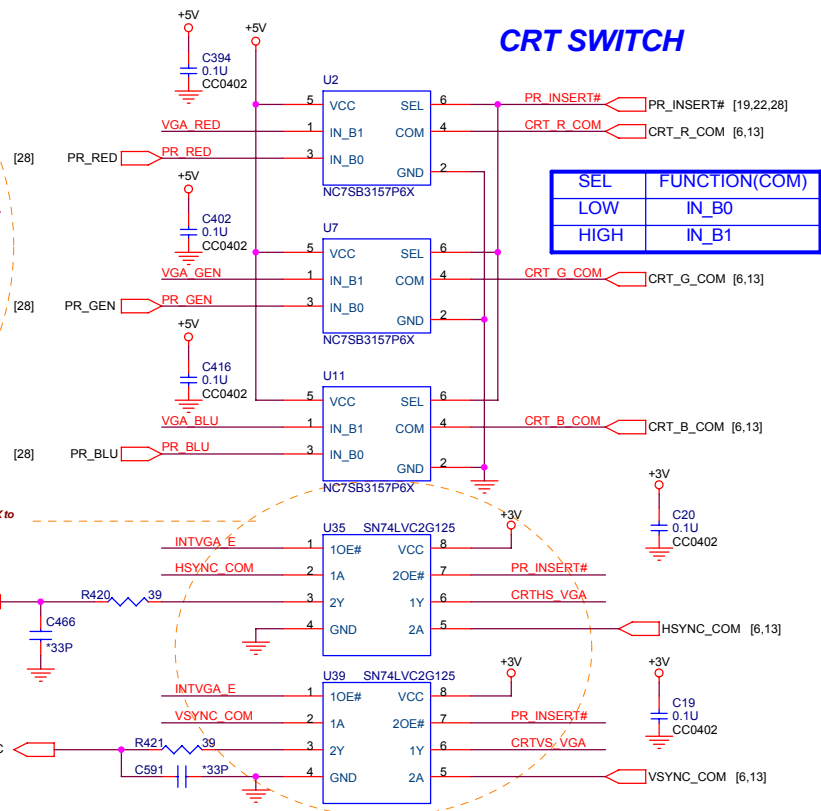 CRT SWITCH
+5V
+5V
C394
0.1U
CC0402
U2
5 VCC SEL 6 PR_INSERT# PR_INSERT# [19,22,28]
VGA_RED 1 IN_B1 COM 4 CRT_R_COM CRT_R_COM [6,13]
[28] PR_RED PR_RED 3 IN_B0
GND 2
NC7SB3157P6X
SEL FUNCTION(COM)
LOW IN_B0
HIGH IN_B1
+5V
C402
0.1U
CC0402
U7
5 VCC SEL 6
VGA_GEN 1 IN_B1 COM 4 CRT_G_COM CRT_G_COM [6,13]
[28] PR_GEN PR_GEN 3 IN_B0
GND 2
NC7SB3157P6X
+5V
C416
0.1U
CC0402
U11
5 VCC SEL 6
VGA_BLU 1 IN_B1 COM 4 CRT_B_COM CRT_B_COM [6,13]
[28] PR_BLU PR_BLU 3 IN_B0
GND 2
NC7SB3157P6X
to
U35 SN74LVC2G125
+3V
INTVGA_E 1 1OE# VCC 8
HSYNC_COM 2 1A 2OE# 7 PR_INSERT#
R420 39 3 2Y 1Y 6 CRTHS_VGA
4 GND 2A 5 HSYNC_COM [6,13]
C466
*33P
+3V
C20
0.1U
CC0402
U39 SN74LVC2G125
+3V
INTVGA_E 1 1OE# VCC 8
VSYNC_COM 2 1A 2OE# 7 PR_INSERT#
R421 39 3 2Y 1Y 6 CRTVS_VGA
C591 *33P 4 GND 2A 5 VSYNC_COM [6,13]
+3V
C19
0.1U
CC0402